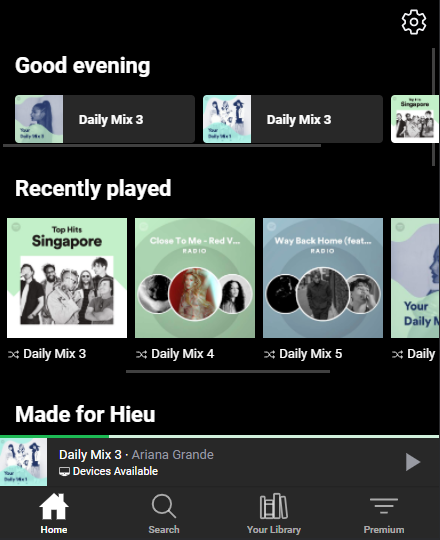 Good evening
Your
Daily Mix 3
Daily Mix 3
Your
Daily Mix 1
Daily Mix 3
Top Hits
Singapore
Recently played
Top Hits
Singapore
Close To Me - Red V...
RADIO
Way Back Home (feat...
RADIO
Your
Daily M
Daily Mix 3
Daily Mix 4
Daily Mix 5
Daily
Made for Hieu
Your
Daily Mix 1
Daily Mix 3 · Ariana Grande
Devices Available
Home
Search
Your Library
Premium